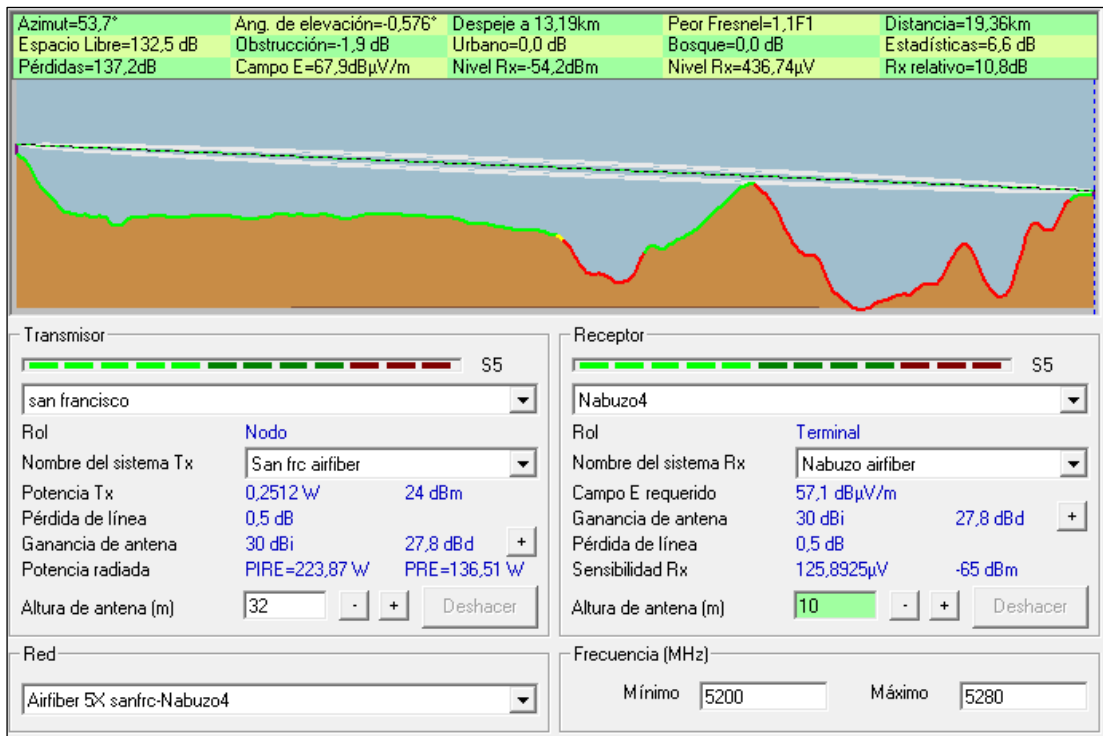 Azimut=53,7° Ang. de elevación=-0,576° Despeje a 13,19km Peor Fresnel=1,1F1 Distancia=19,36km
Espacio Libre=132,5 dB Obstrucción=-1,9 dB Urbano=0,0 dB Bosque=0,0 dB Estadísticas=6,6 dB
Pérdidas=137,2dB Campo E=67,9dBµV/m Nivel Rx=-54,2dBm Nivel Rx=436,74µV Rx relativo=10,8dB
Transmisor
S5
san francisco
Rol Nodo
Nombre del sistema Tx San frc airfiber
Potencia Tx 0,2512 W 24 dBm
Pérdida de línea 0,5 dB
Ganancia de antena 30 dBi 27,8 dBd +
Potencia radiada PIRE=223,87 W PRE=136,51 W
Altura de antena (m) 32 - + Deshacer
Receptor
S5
Nabuzo4
Rol Terminal
Nombre del sistema Rx Nabuzo airfiber
Campo E requerido 57,1 dBµV/m
Ganancia de antena 30 dBi 27,8 dBd +
Pérdida de línea 0,5 dB
Sensibilidad Rx 125,8925µV -65 dBm
Altura de antena (m) 10 - + Deshacer
Red
Airfiber 5X sanfrc-Nabuzo4
Frecuencia (MHz)
Mínimo 5200 Máximo 5280